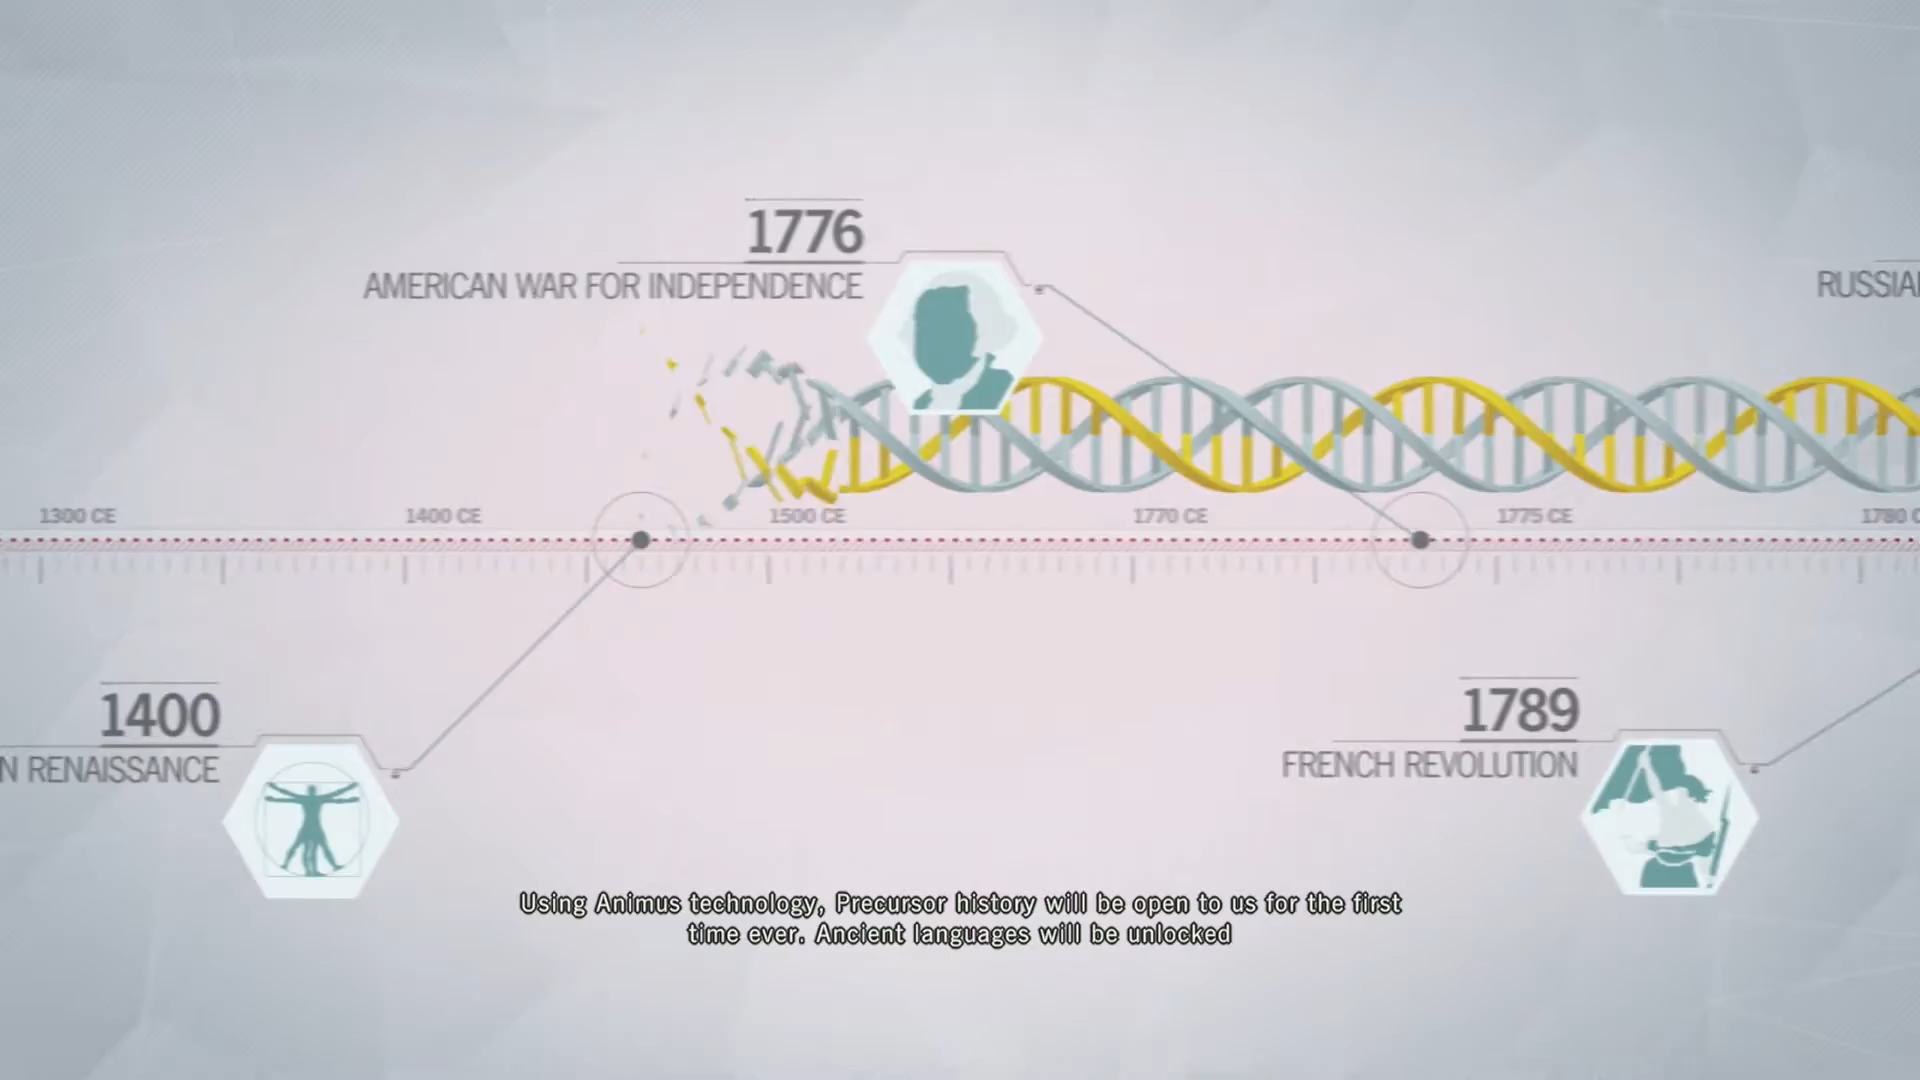 1776
AMERICAN WAR FOR INDEPENDENCE
RUSSIAN
1300 CE
1400 CE
1500 CE
1770 CE
1775 CE
1780 C
1400
N RENAISSANCE
1789
FRENCH REVOLUTION
Using Animus technology, Precursor history will be open to us for the first
time ever. Ancient languages will be unlocked